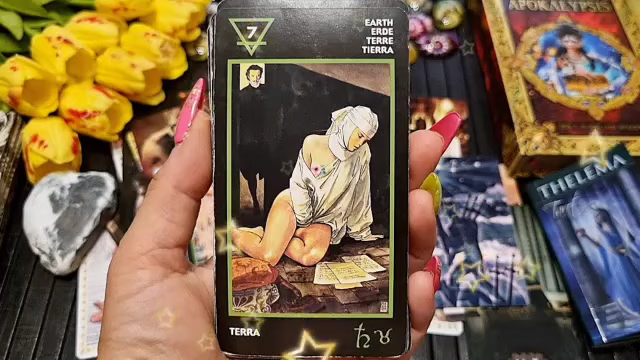 7
EARTH
ERDE
TERRE
TIERRA
TERRA
♄ ♉
APOKALYPSIS
THELEMA